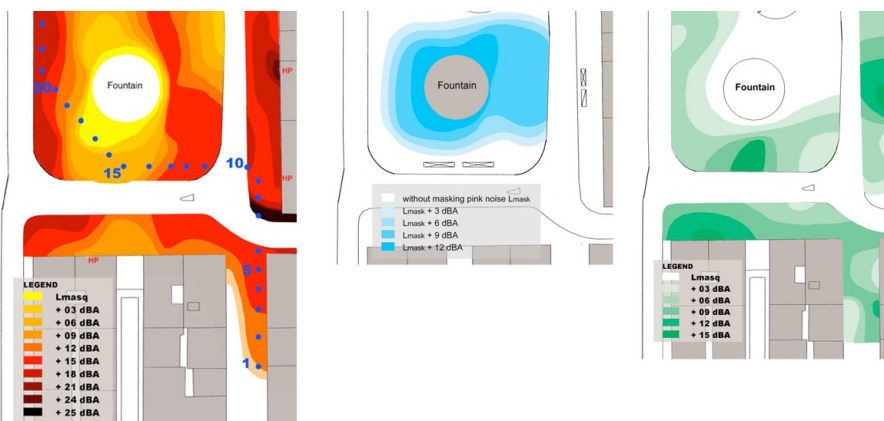 HP
20
Fountain
15
10
HP
5
HP
1
LEGEND
Lmasq
+ 03 dBA
+ 06 dBA
+ 09 dBA
+ 12 dBA
+ 15 dBA
+ 18 dBA
+ 21 dBA
+ 24 dBA
+ 25 dBA
Fountain
without masking pink noise Lmask
Lmask + 3 dBA
Lmask + 6 dBA
Lmask + 9 dBA
Lmask + 12 dBA
Fountain
LEGEND
Lmasq
+ 03 dBA
+ 06 dBA
+ 09 dBA
+ 12 dBA
+ 15 dBA